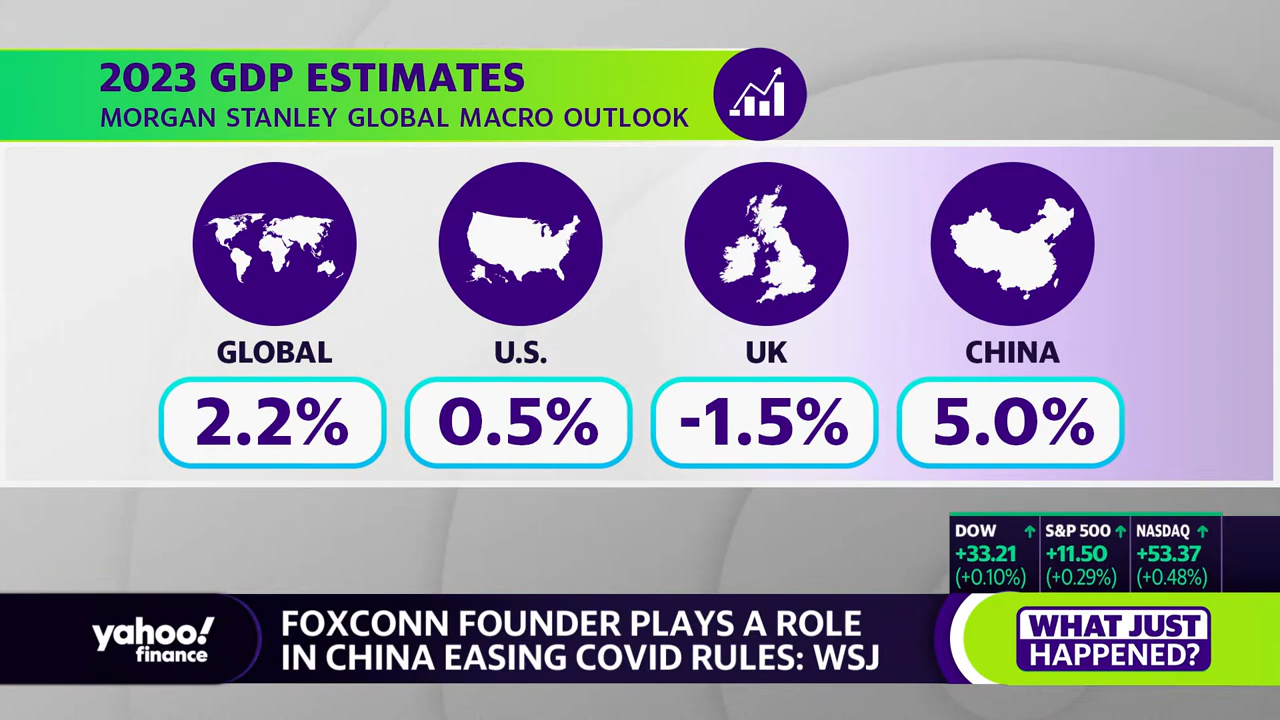 2023 GDP ESTIMATES
MORGAN STANLEY GLOBAL MACRO OUTLOOK
GLOBAL U.S. UK CHINA
2.2% 0.5% -1.5% 5.0%
DOW S&P 500 NASDAQ
+33.21 +11.50 +53.37
(+0.10%) (+0.29%) (+0.48%)
yahoo!
finance
FOXCONN FOUNDER PLAYS A ROLE
IN CHINA EASING COVID RULES: WSJ
WHAT JUST
HAPPENED?